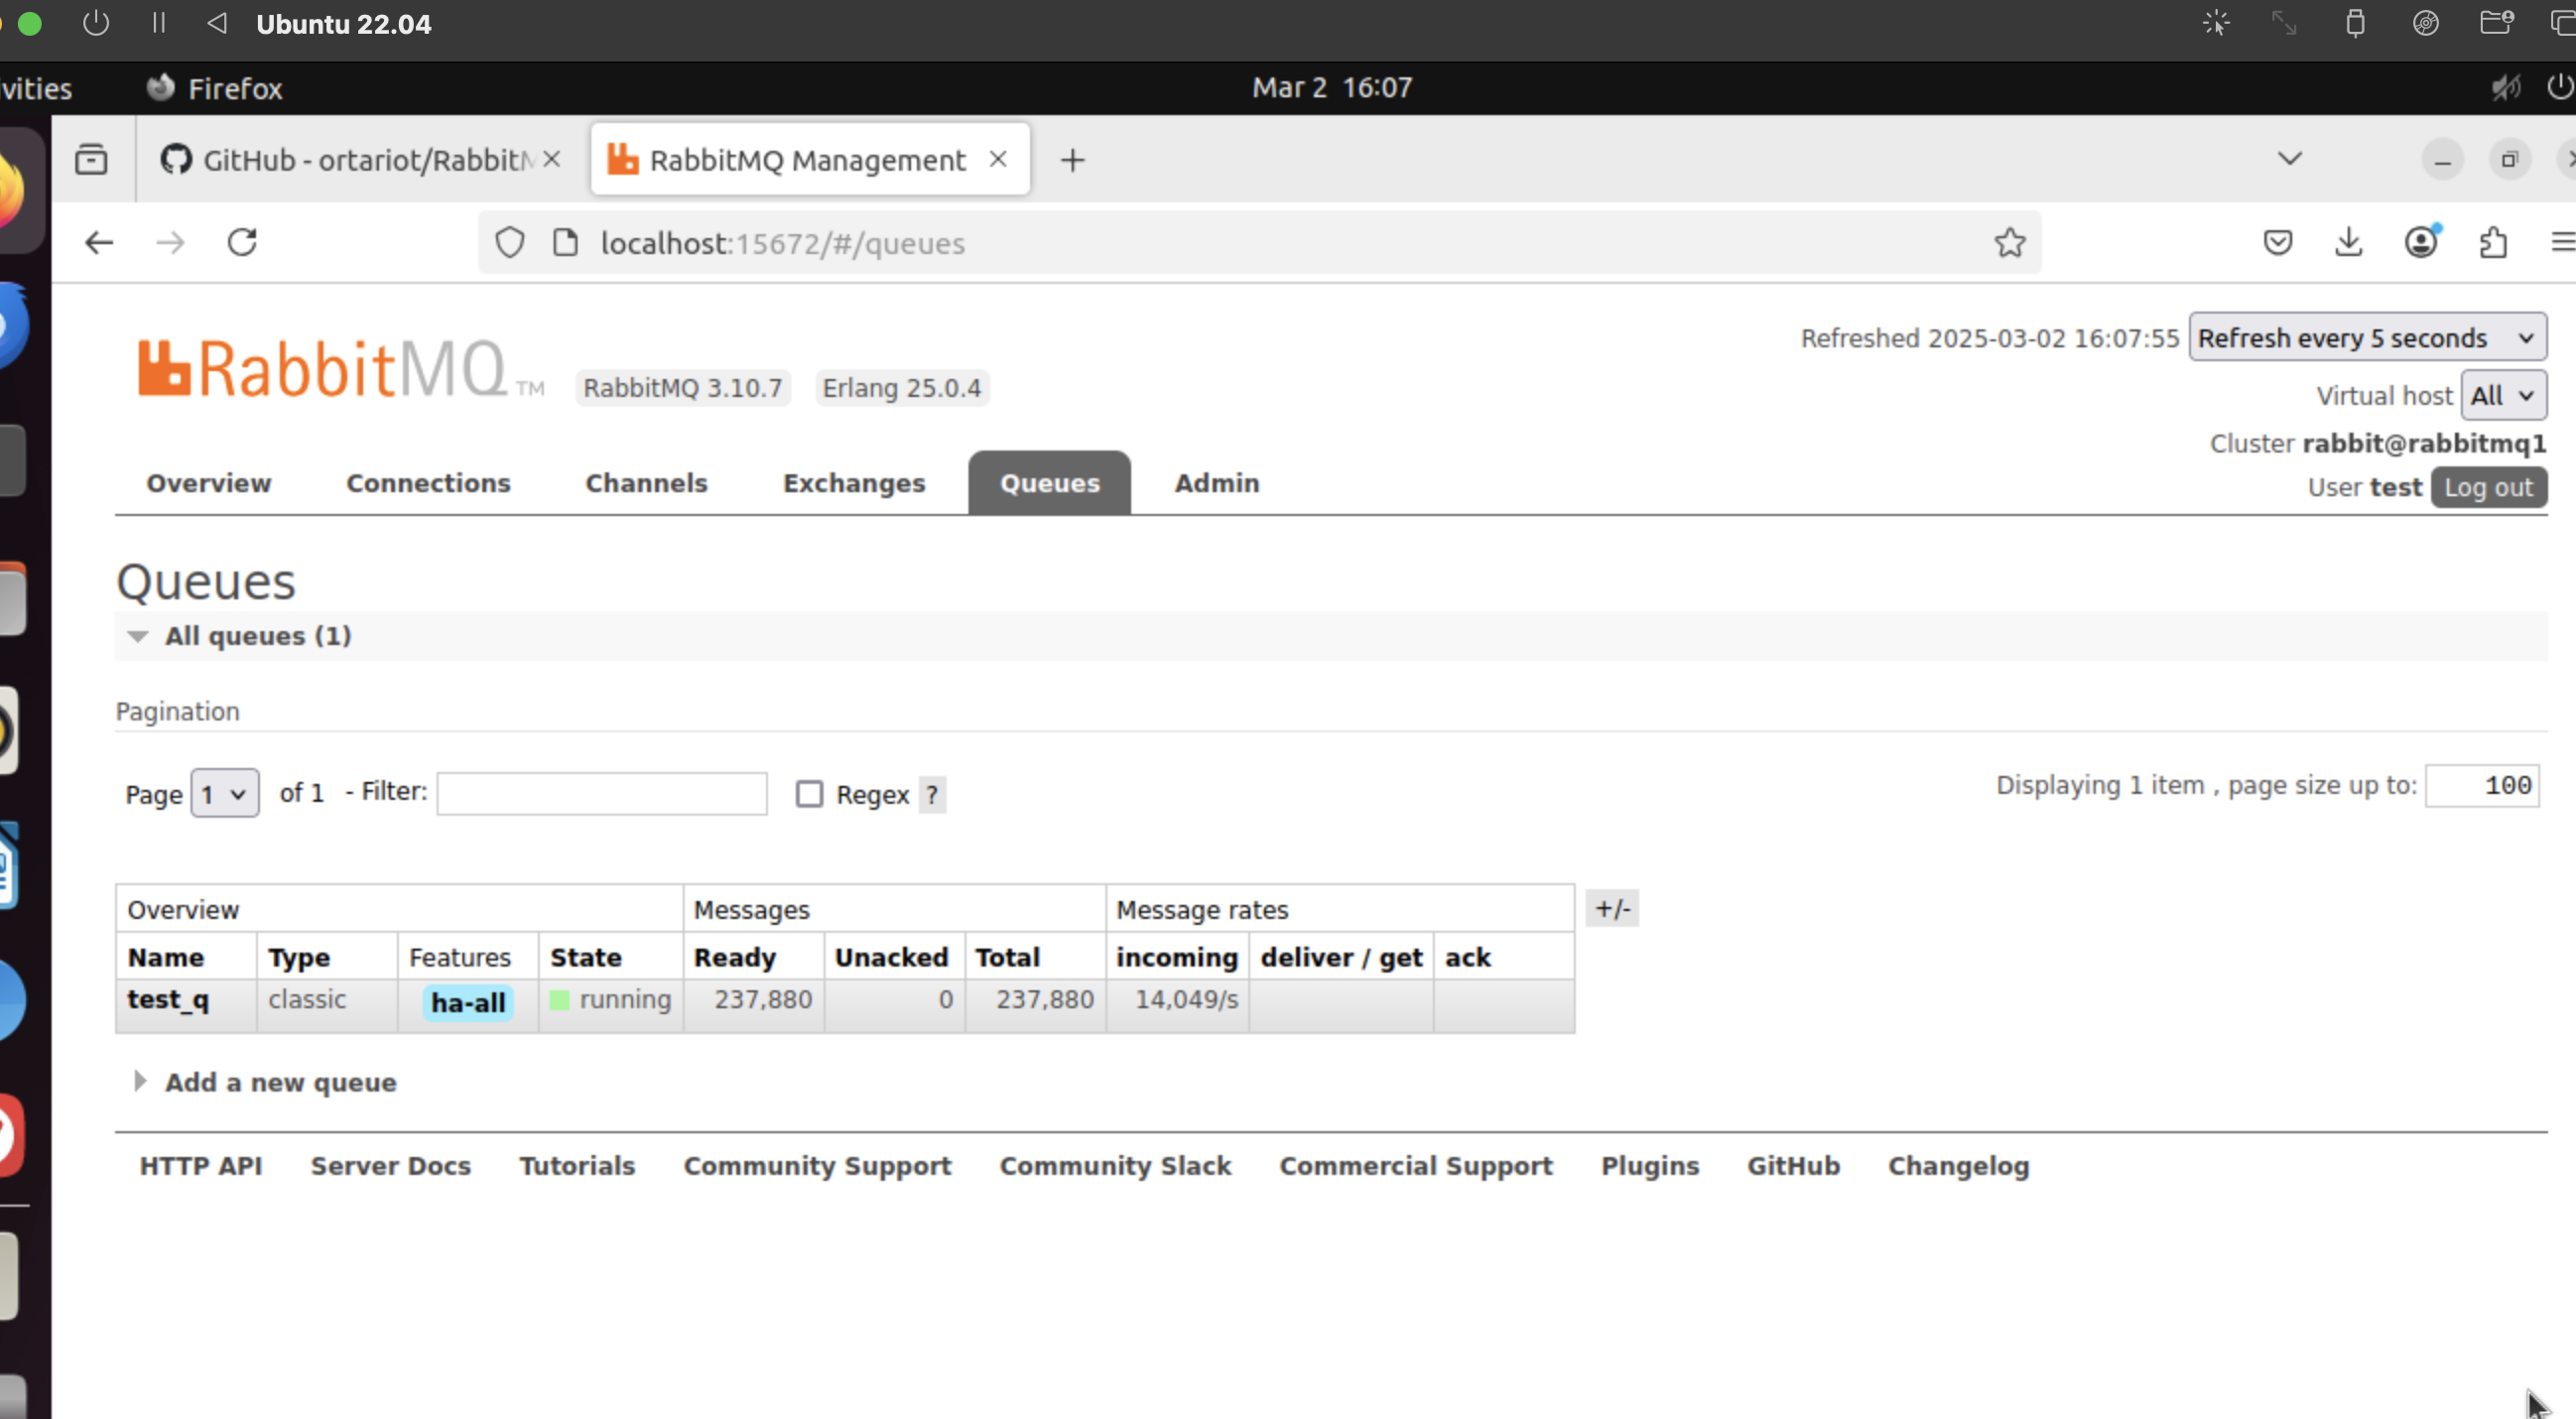 Ubuntu 22.04
vities Firefox Mar 2 16:07
GitHub - ortariot/Rabbit RabbitMQ Management
localhost:15672/#/queues
RabbitMQ TM RabbitMQ 3.10.7 Erlang 25.0.4
Refreshed 2025-03-02 16:07:55 Refresh every 5 seconds
Virtual host All
Cluster rabbit@rabbitmq1
User test Log out
Overview Connections Channels Exchanges Queues Admin
Queues
All queues (1)
Pagination
Page 1 of 1 - Filter: Regex ? Displaying 1 item , page size up to: 100
Overview Messages Message rates +/-
Name Type Features State Ready Unacked Total incoming deliver / get ack
test_q classic ha-all running 237,880 0 237,880 14,049/s
Add a new queue
HTTP API Server Docs Tutorials Community Support Community Slack Commercial Support Plugins GitHub Changelog